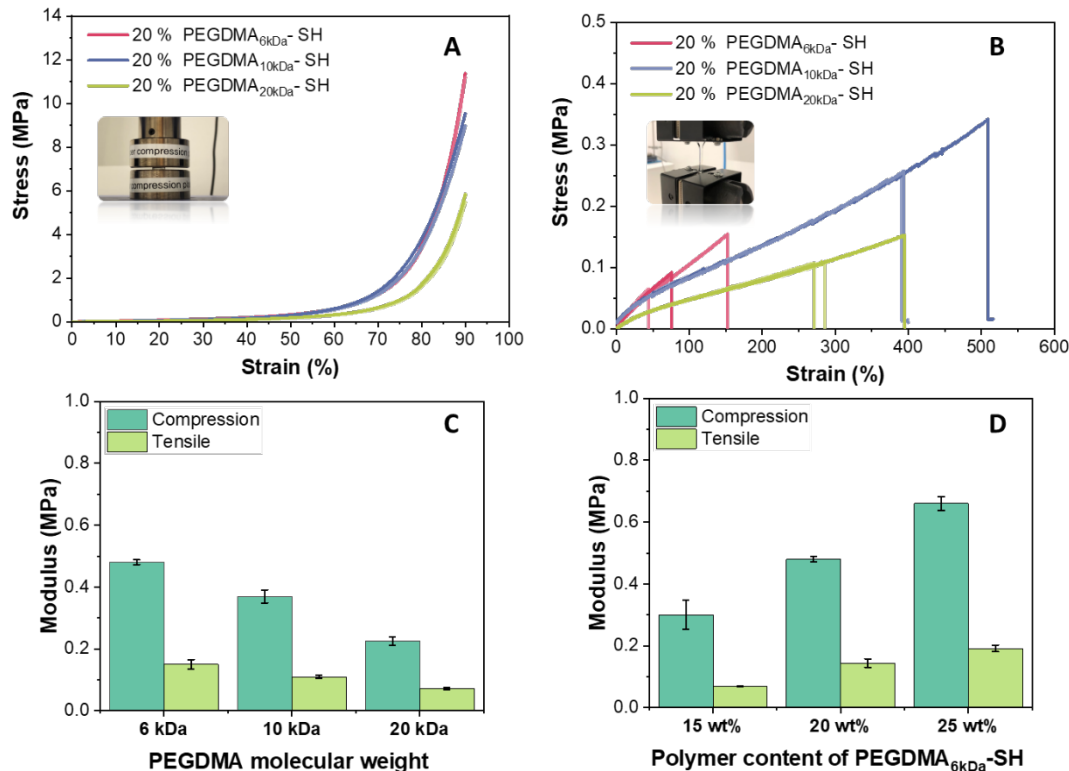 A
20 % PEGDMA6kDa- SH
20 % PEGDMA10kDa- SH
20 % PEGDMA20kDa- SH
er compression
compression pl
Stress (MPa)
14
12
10
8
6
4
2
0
0 10 20 30 40 50 60 70 80 90 100
Strain (%)
B
20 % PEGDMA6kDa- SH
20 % PEGDMA10kDa- SH
20 % PEGDMA20kDa- SH
Stress (MPa)
0.5
0.4
0.3
0.2
0.1
0.0
0 100 200 300 400 500 600
Strain (%)
C
Compression
Tensile
Modulus (MPa)
1.0
0.8
0.6
0.4
0.2
0.0
6 kDa 10 kDa 20 kDa
PEGDMA molecular weight
D
Compression
Tensile
Modulus (MPa)
1.0
0.8
0.6
0.4
0.2
0.0
15 wt% 20 wt% 25 wt%
Polymer content of PEGDMA6kDa-SH